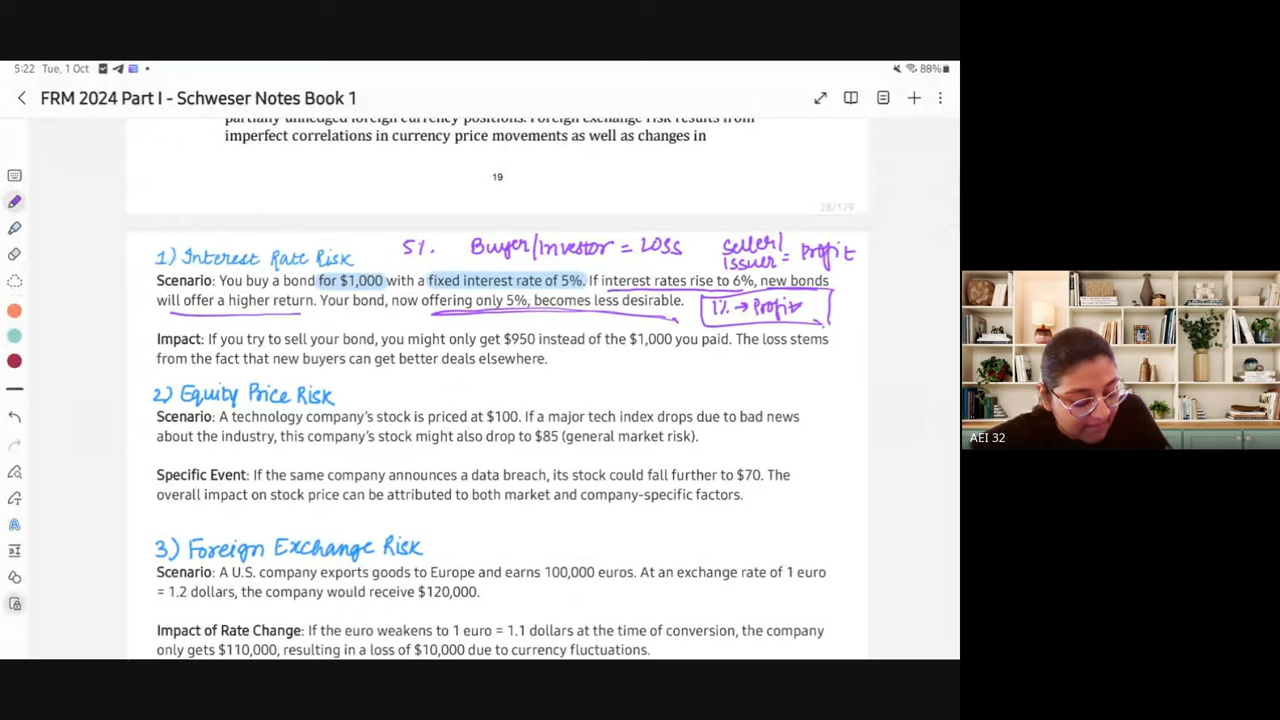 5:22 Tue, 1 Oct
88%
FRM 2024 Part I - Schweser Notes Book 1
partially unhedged foreign currency positions. Foreign exchange risk results from
imperfect correlations in currency price movements as well as changes in
19
28/179
1) Interest Rate Risk
5%. Buyer/Investor = Loss
Seller/
Issuer = Profit
Scenario: You buy a bond for $1,000 with a fixed interest rate of 5%. If interest rates rise to 6%, new bonds
will offer a higher return. Your bond, now offering only 5%, becomes less desirable.
1% → Profit
Impact: If you try to sell your bond, you might only get $950 instead of the $1,000 you paid. The loss stems
from the fact that new buyers can get better deals elsewhere.
2) Equity Price Risk
Scenario: A technology company's stock is priced at $100. If a major tech index drops due to bad news
about the industry, this company's stock might also drop to $85 (general market risk).
Specific Event: If the same company announces a data breach, its stock could fall further to $70. The
overall impact on stock price can be attributed to both market and company-specific factors.
3) Foreign Exchange Risk
Scenario: A U.S. company exports goods to Europe and earns 100,000 euros. At an exchange rate of 1 euro
= 1.2 dollars, the company would receive $120,000.
Impact of Rate Change: If the euro weakens to 1 euro = 1.1 dollars at the time of conversion, the company
only gets $110,000, resulting in a loss of $10,000 due to currency fluctuations.
AEI 32